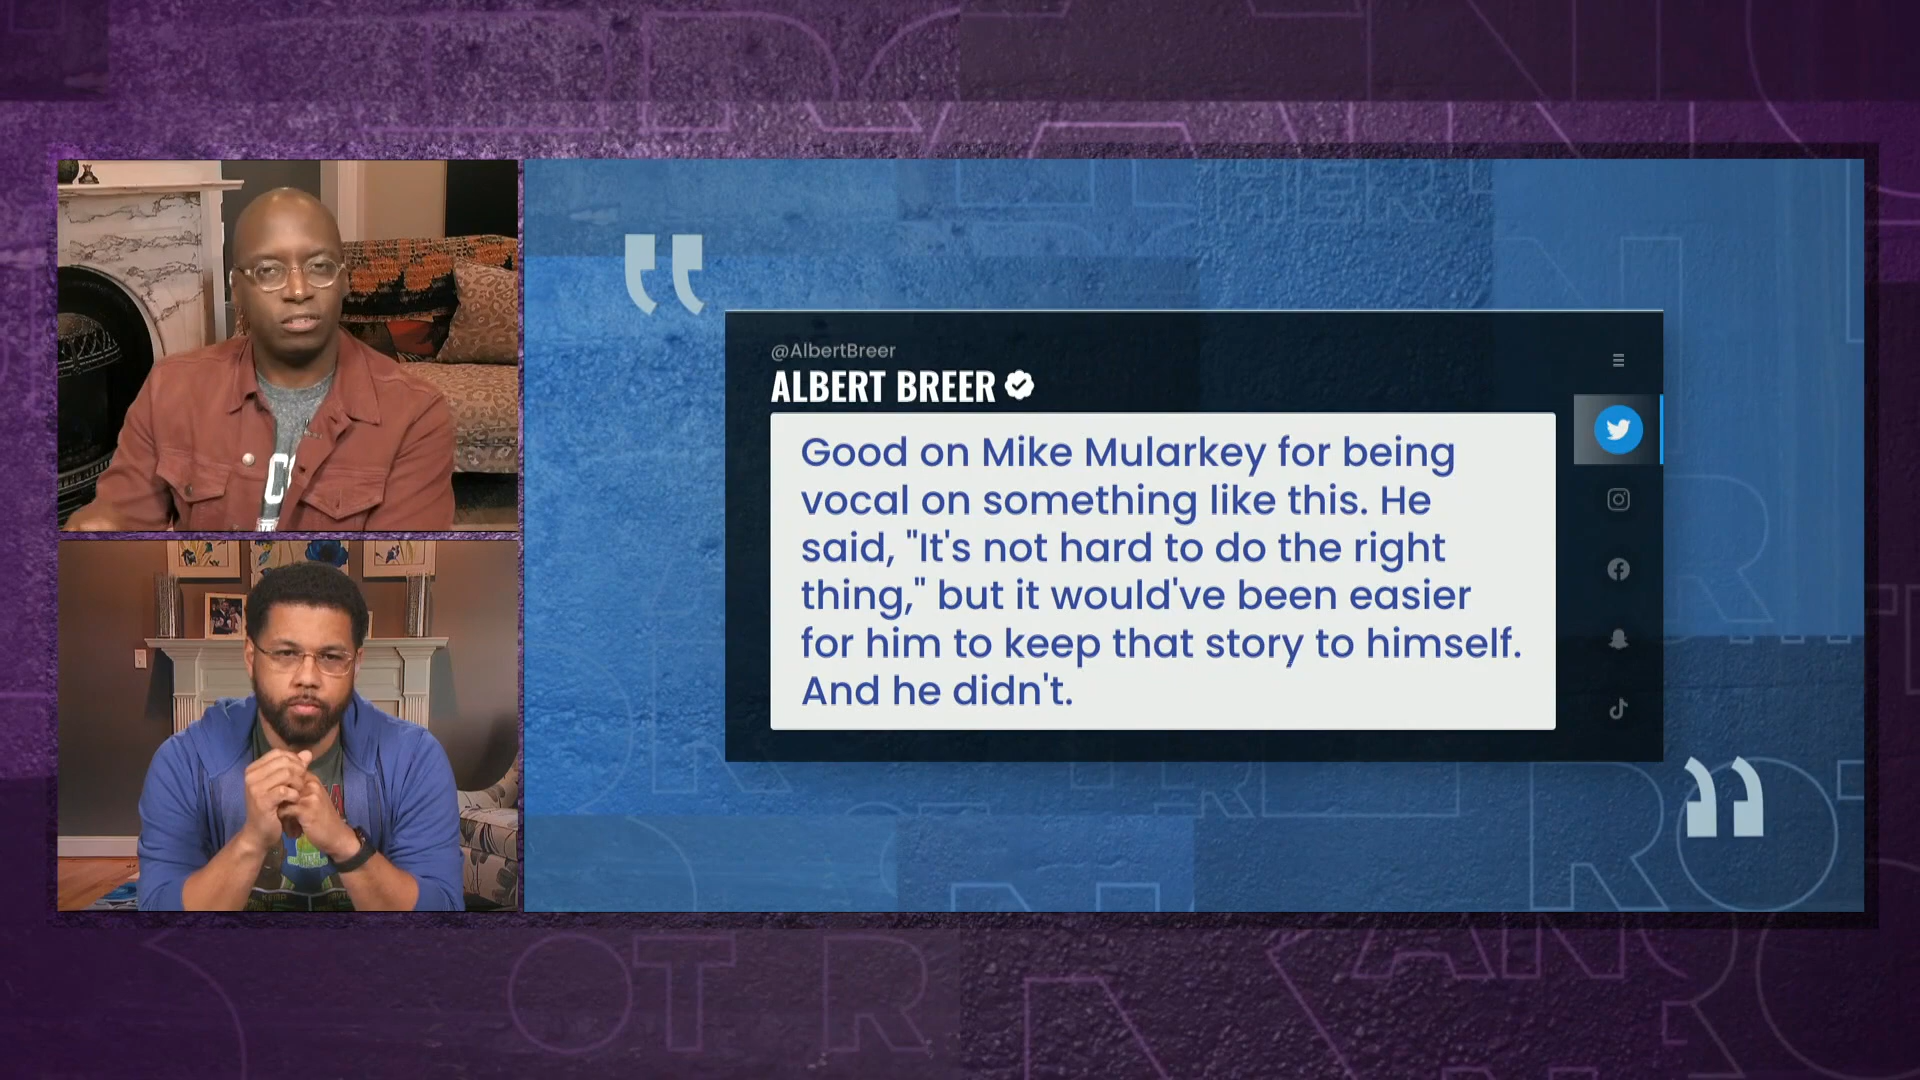 @AlbertBreer
ALBERT BREER
Good on Mike Mularkey for being
vocal on something like this. He
said, "It's not hard to do the right
thing," but it would've been easier
for him to keep that story to himself.
And he didn't.